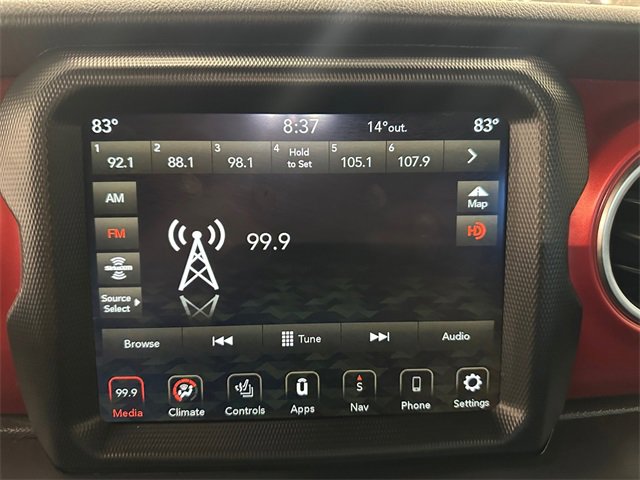 83° 8:37 14°out. 83°
1 92.1 2 88.1 3 98.1 4 Hold to Set 5 105.1 6 107.9
AM
Map
FM
99.9
HD
SiriusXM
Source
Select
Browse Tune Audio
99.9 u S
Media Climate Controls Apps Nav Phone Settings